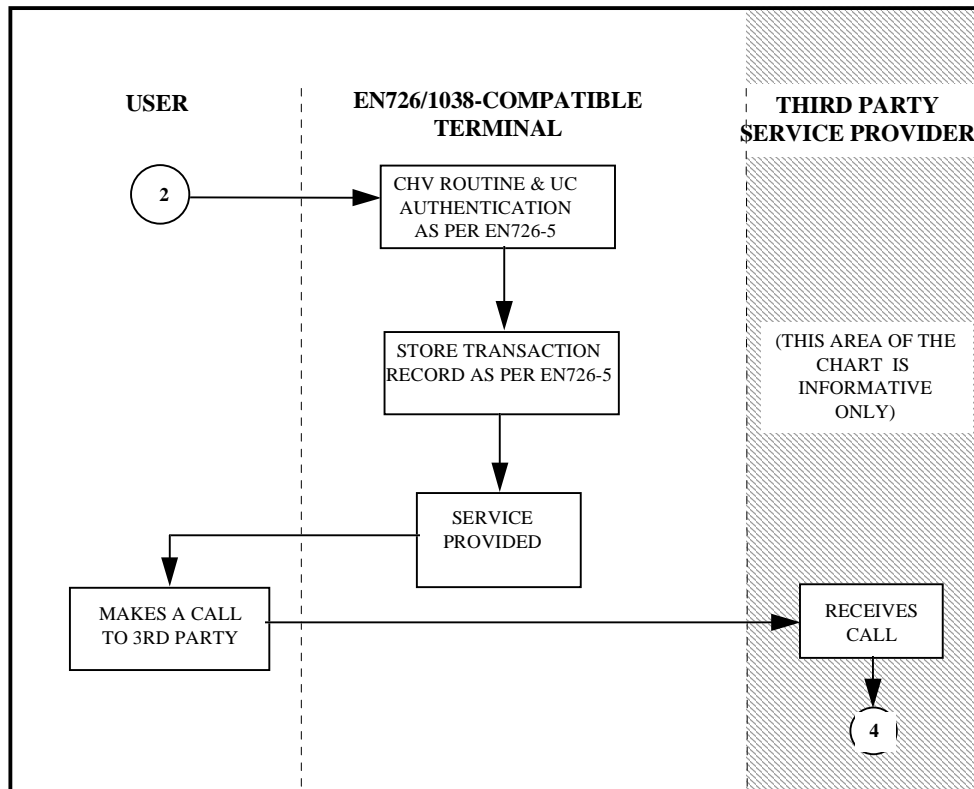 USER
EN726/1038-COMPATIBLE
TERMINAL
THIRD PARTY
SERVICE PROVIDER
2
CHV ROUTINE & UC
AUTHENTICATION
AS PER EN726-5
STORE TRANSACTION
RECORD AS PER EN726-5
(THIS AREA OF THE
CHART IS
INFORMATIVE
ONLY)
SERVICE
PROVIDED
MAKES A CALL
TO 3RD PARTY
RECEIVES
CALL
4